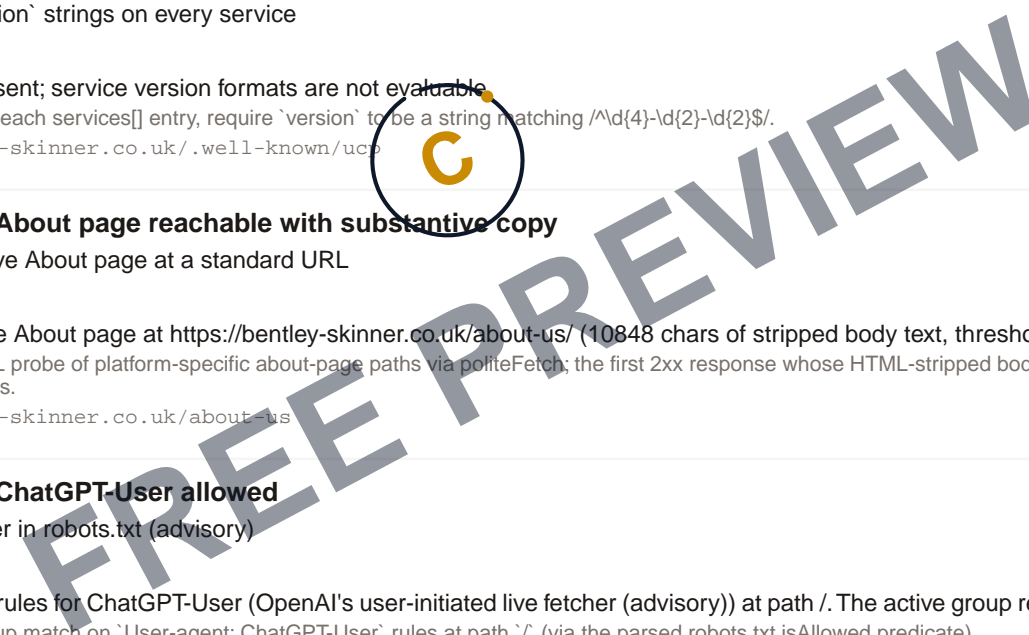 ion` strings on every service
sent; service version formats are not evaluable.
each services[] entry, require `version` to be a string matching /^\d{4}-\d{2}-\d{2}$/.
-skinner.co.uk/.well-known/ucp
C
About page reachable with substantive copy
ve About page at a standard URL
e About page at https://bentley-skinner.co.uk/about-us/ (10848 chars of stripped body text, thresho
L probe of platform-specific about-page paths via politeFetch; the first 2xx response whose HTML-stripped bod
s.
-skinner.co.uk/about-us
FREE PREVIEW
ChatGPT-User allowed
er in robots.txt (advisory)
rules for ChatGPT-User (OpenAI's user-initiated live fetcher (advisory)) at path /. The active group re
up match on `User-agent: ChatGPT-User` rules at path `/` (via the parsed robots.txt isAllowed predicate)